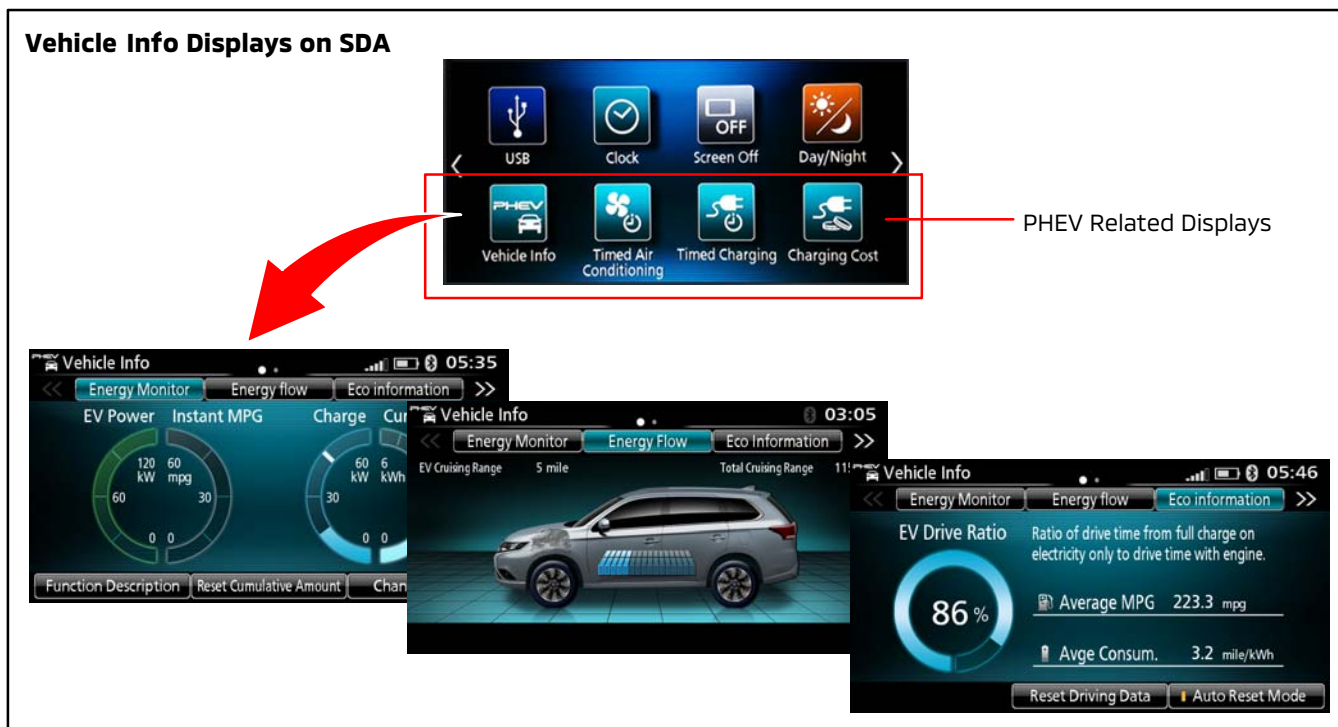 Vehicle Info Displays on SDA
OFF
USB
Clock
Screen Off
Day/Night
PHEV
Vehicle Info
Timed Air
Conditioning
Timed Charging
Charging Cost
PHEV Related Displays
PHEV Vehicle Info
05:35
Energy Monitor
Energy flow
Eco information
EV Power
Instant MPG
Charge
120
kW
60
mpg
60
30
0
0
60
kW
6
kWh
30
0
0
Function Description
Reset Cumulative Amount
PHEV Vehicle Info
03:05
Energy Monitor
Energy Flow
Eco Information
EV Cruising Range
5 mile
Total Cruising Range
PHEV Vehicle Info
05:46
Energy Monitor
Energy flow
Eco information
EV Drive Ratio
Ratio of drive time from full charge on
electricity only to drive time with engine.
86 %
Average MPG 223.3 mpg
Avge Consum. 3.2 mile/kWh
Reset Driving Data
Auto Reset Mode